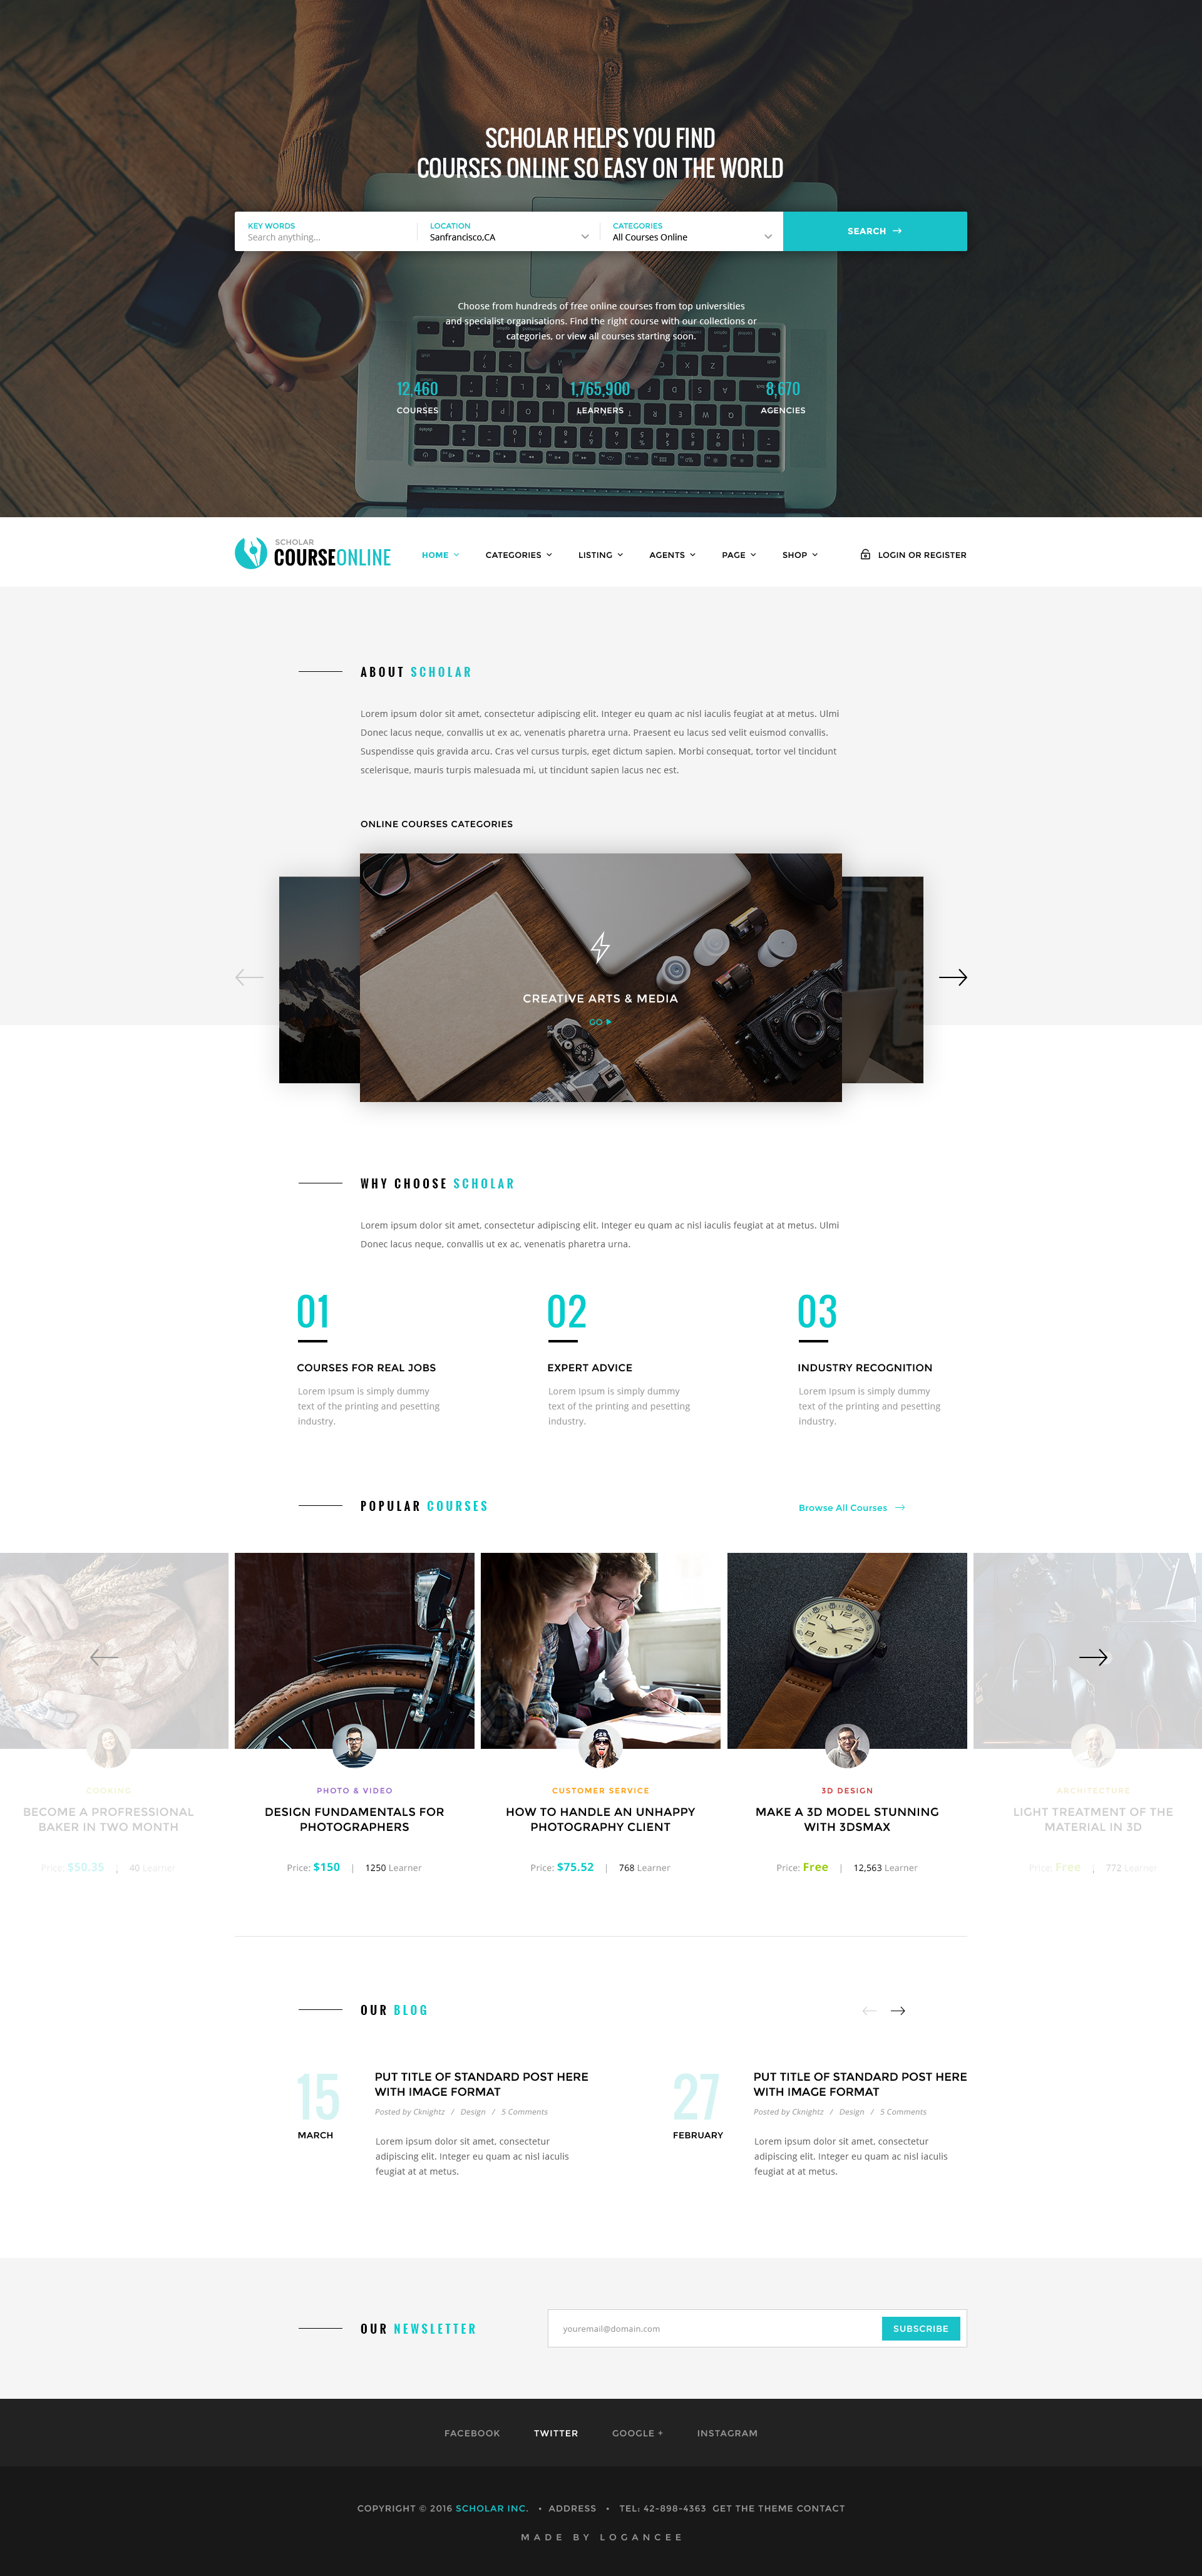 SCHOLAR HELPS YOU FIND
COURSES ONLINE SO EASY ON THE WORLD
KEY WORDS
Search anything...
LOCATION
Sanfrancisco,CA
CATEGORIES
All Courses Online
SEARCH
Choose from hundreds of free online courses from top universities
and specialist organisations. Find the right course with our collections or
categories, or view all courses starting soon.
12,460
COURSES
1,765,900
LEARNERS
8,670
AGENCIES
SCHOLAR
COURSEONLINE
HOME
CATEGORIES
LISTING
AGENTS
PAGE
SHOP
LOGIN OR REGISTER
ABOUT SCHOLAR
Lorem ipsum dolor sit amet, consectetur adipiscing elit. Integer eu quam ac nisl iaculis feugiat at at metus. Ulmi
Donec lacus neque, convallis ut ex ac, venenatis pharetra urna. Praesent eu lacus sed velit euismod convallis.
Suspendisse quis gravida arcu. Cras vel cursus turpis, eget dictum sapien. Morbi consequat, tortor vel tincidunt
scelerisque, mauris turpis malesuada mi, ut tincidunt sapien lacus nec est.
ONLINE COURSES CATEGORIES
CREATIVE ARTS & MEDIA
GO
WHY CHOOSE SCHOLAR
Lorem ipsum dolor sit amet, consectetur adipiscing elit. Integer eu quam ac nisl iaculis feugiat at at metus. Ulmi
Donec lacus neque, convallis ut ex ac, venenatis pharetra urna.
01
COURSES FOR REAL JOBS
Lorem Ipsum is simply dummy
text of the printing and pesetting
industry.
02
EXPERT ADVICE
Lorem Ipsum is simply dummy
text of the printing and pesetting
industry.
03
INDUSTRY RECOGNITION
Lorem Ipsum is simply dummy
text of the printing and pesetting
industry.
POPULAR COURSES
Browse All Courses
COOKING
BECOME A PROFRESSIONAL
BAKER IN TWO MONTH
Price: $50.35
40 Learner
PHOTO & VIDEO
DESIGN FUNDAMENTALS FOR
PHOTOGRAPHERS
Price: $150 | 1250 Learner
CUSTOMER SERVICE
HOW TO HANDLE AN UNHAPPY
PHOTOGRAPHY CLIENT
Price: $75.52 | 768 Learner
3D DESIGN
MAKE A 3D MODEL STUNNING
WITH 3DSMAX
Price: Free | 12,563 Learner
ARCHITECTURE
LIGHT TREATMENT OF THE
MATERIAL IN 3D
Price: Free
772 Learner
OUR BLOG
15
MARCH
PUT TITLE OF STANDARD POST HERE
WITH IMAGE FORMAT
Posted by Cknightz / Design / 5 Comments
Lorem ipsum dolor sit amet, consectetur
adipiscing elit. Integer eu quam ac nisl iaculis
feugiat at at metus.
27
FEBRUARY
PUT TITLE OF STANDARD POST HERE
WITH IMAGE FORMAT
Posted by Cknightz / Design / 5 Comments
Lorem ipsum dolor sit amet, consectetur
adipiscing elit. Integer eu quam ac nisl iaculis
feugiat at at metus.
OUR NEWSLETTER
youremail@domain.com
SUBSCRIBE
FACEBOOK
TWITTER
GOOGLE +
INSTAGRAM
COPYRIGHT © 2016 SCHOLAR INC. • ADDRESS • TEL: 42-898-4363 GET THE THEME CONTACT
MADE BY LOGANCEE